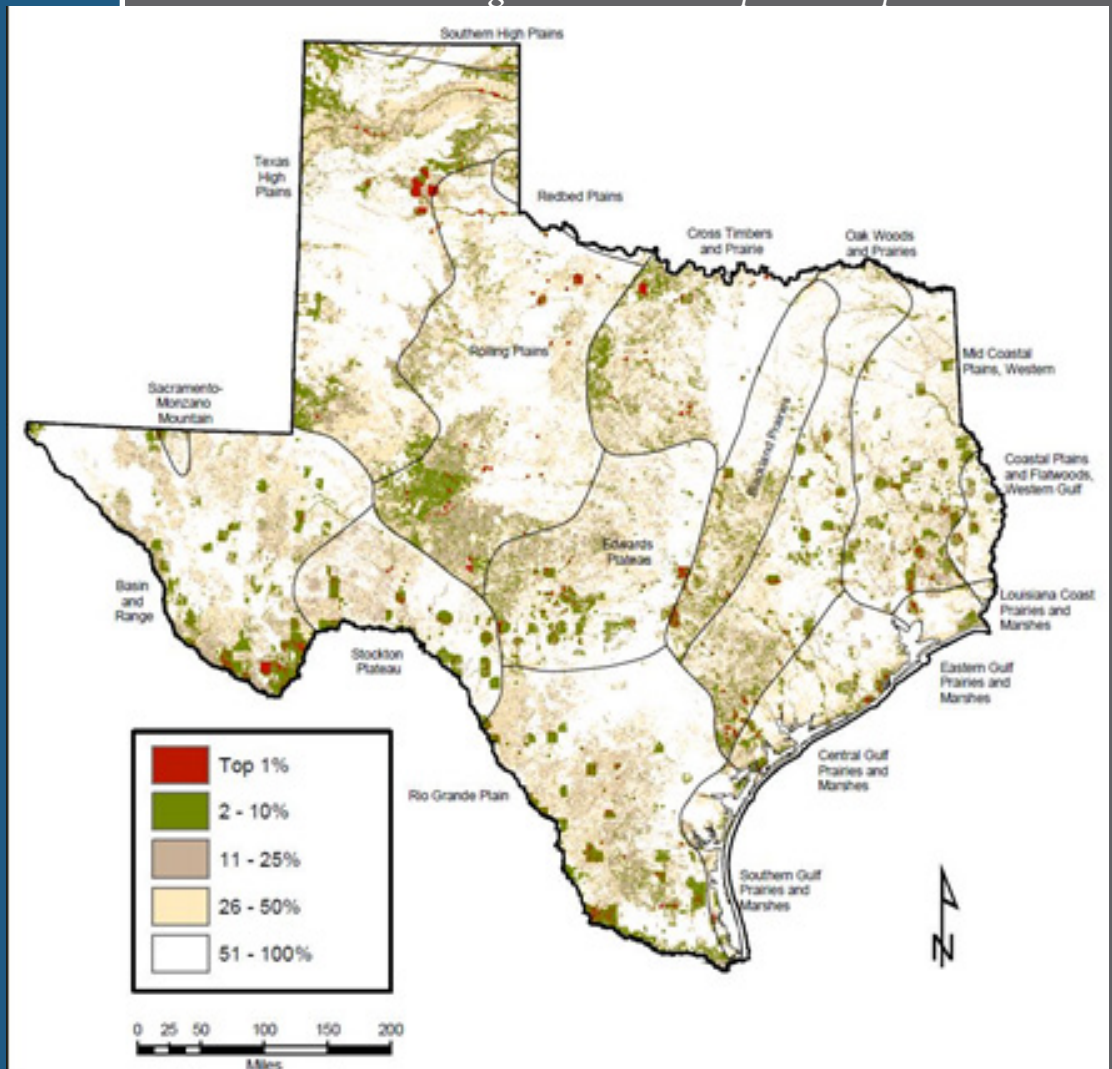 Southern High Plains
Texas
High
Plains
Redbed Plains
Cross Timbers
and Prairie
Oak Woods
and Prairies
Rolling Plains
Mid Coastal
Plains, Western
Sacramento-
Monzano
Mountain
Blackland Prairies
Coastal Plains
and Flatwoods,
Western Gulf
Edwards
Plateau
Basin
and
Range
Louisiana Coast
Prairies and
Marshes
Stockton
Plateau
Eastern Gulf
Prairies and
Marshes
Central Gulf
Prairies and
Marshes
Rio Grande Plain
Southern Gulf
Prairies and
Marshes
Top 1%
2 - 10%
11 - 25%
26 - 50%
51 - 100%
N
0 25 50 100 150 200
Miles